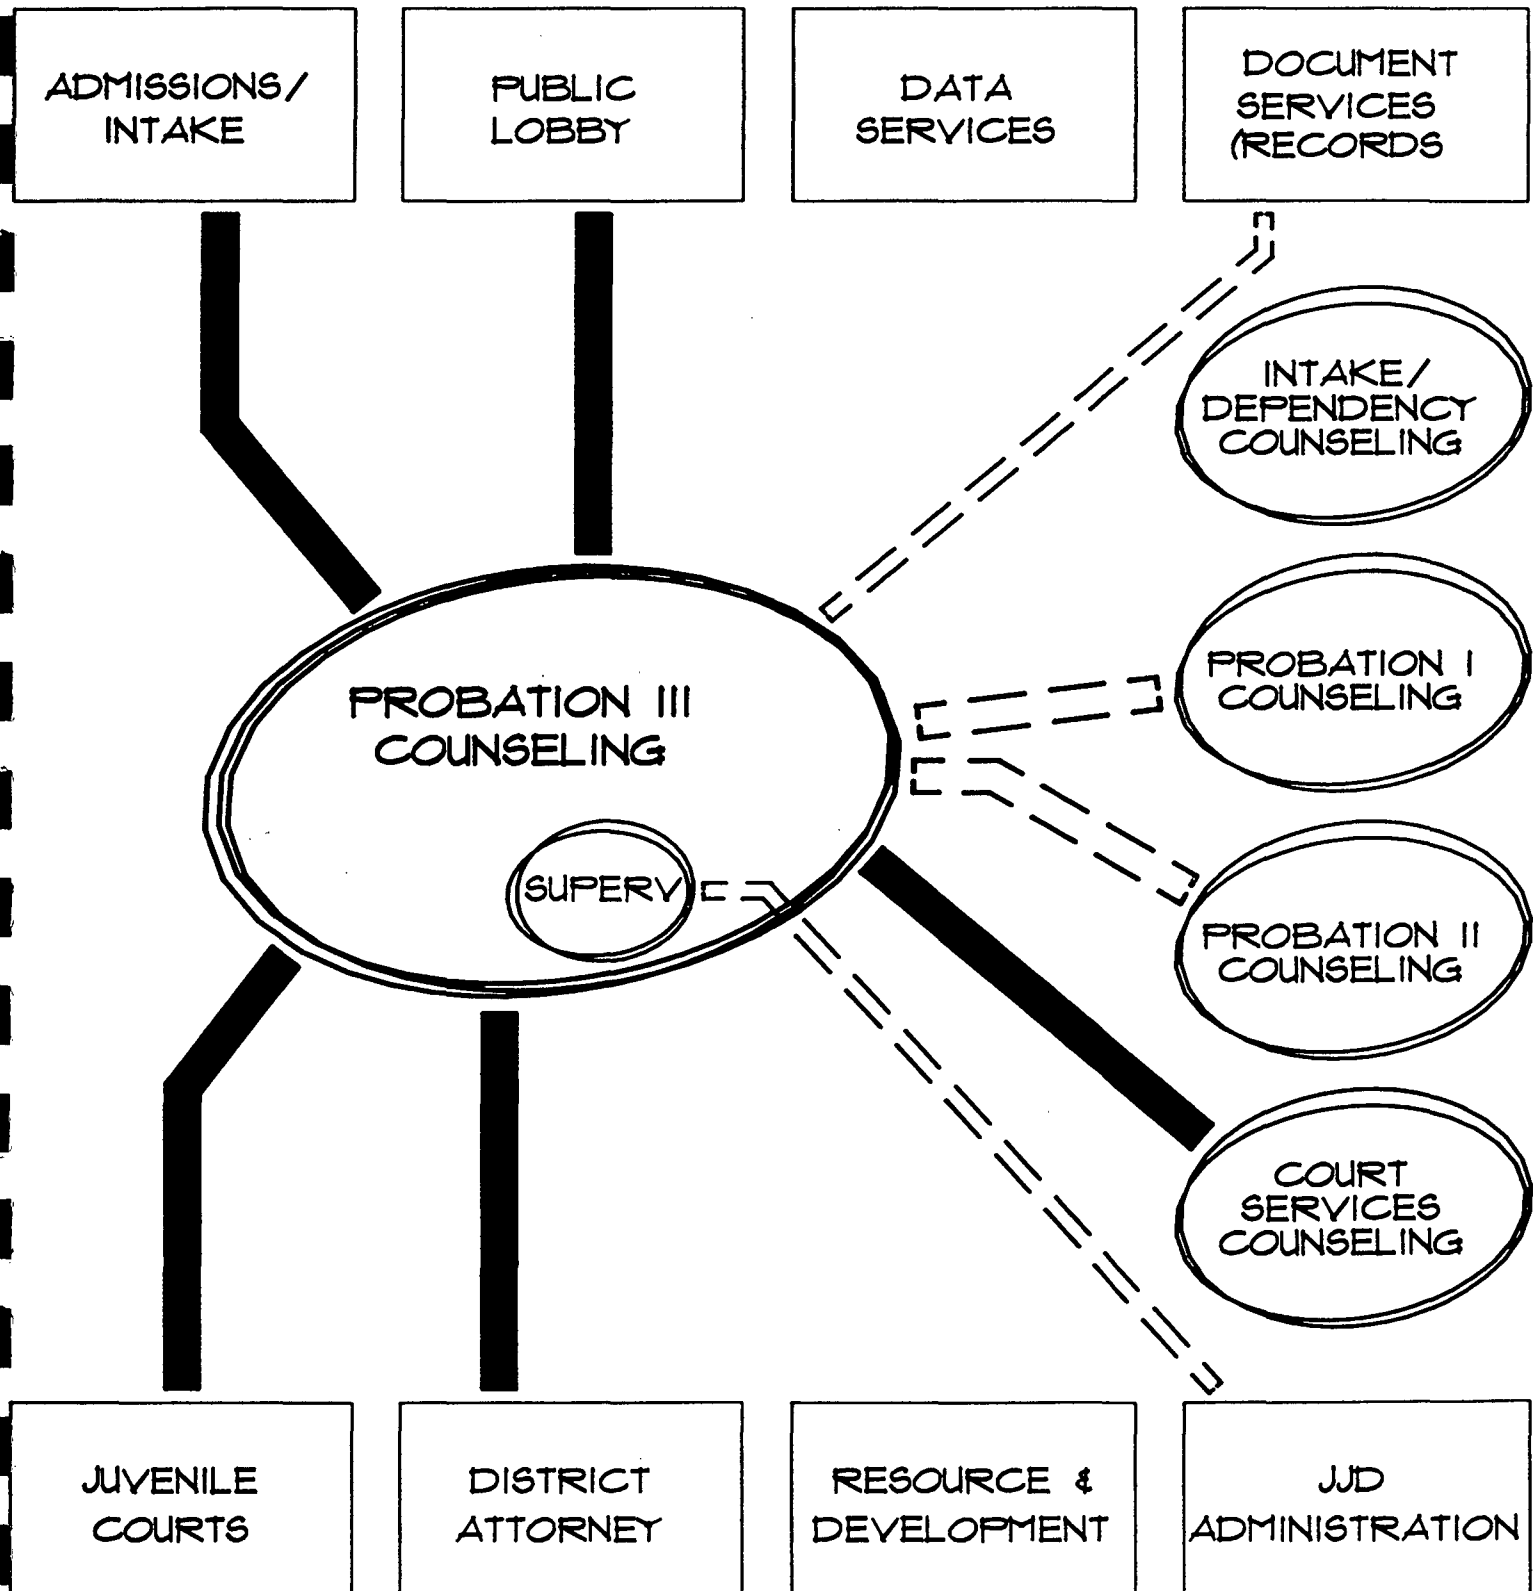 ADMISSIONS/
INTAKE
PUBLIC
LOBBY
DATA
SERVICES
DOCUMENT
SERVICES
(RECORDS
INTAKE/
DEPENDENCY
COUNSELING
PROBATION I
COUNSELING
PROBATION III
COUNSELING
SUPERV
PROBATION II
COUNSELING
COURT
SERVICES
COUNSELING
JUVENILE
COURTS
DISTRICT
ATTORNEY
RESOURCE &
DEVELOPMENT
JJD
ADMINISTRATION